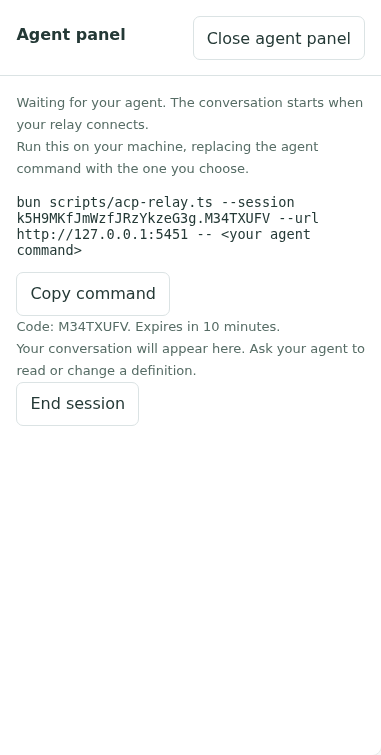 Agent panel
Close agent panel
Waiting for your agent. The conversation starts when
your relay connects.
Run this on your machine, replacing the agent
command with the one you choose.
bun scripts/acp-relay.ts --session
k5H9MKfJmWzfJRzYkzeG3g.M34TXUFV --url
http://127.0.0.1:5451 -- <your agent
command>
Copy command
Code: M34TXUFV. Expires in 10 minutes.
Your conversation will appear here. Ask your agent to
read or change a definition.
End session